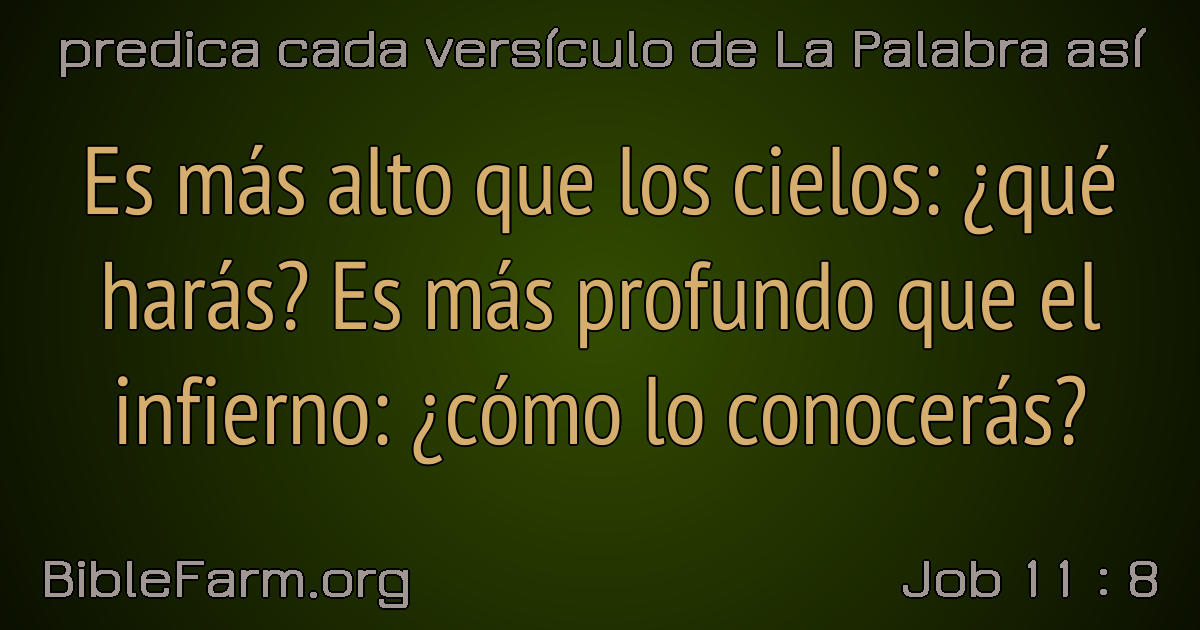 predica cada versículo de La Palabra así
Es más alto que los cielos: ¿qué
harás? Es más profundo que el
infierno: ¿cómo lo conocerás?
BibleFarm.org
Job 11 : 8